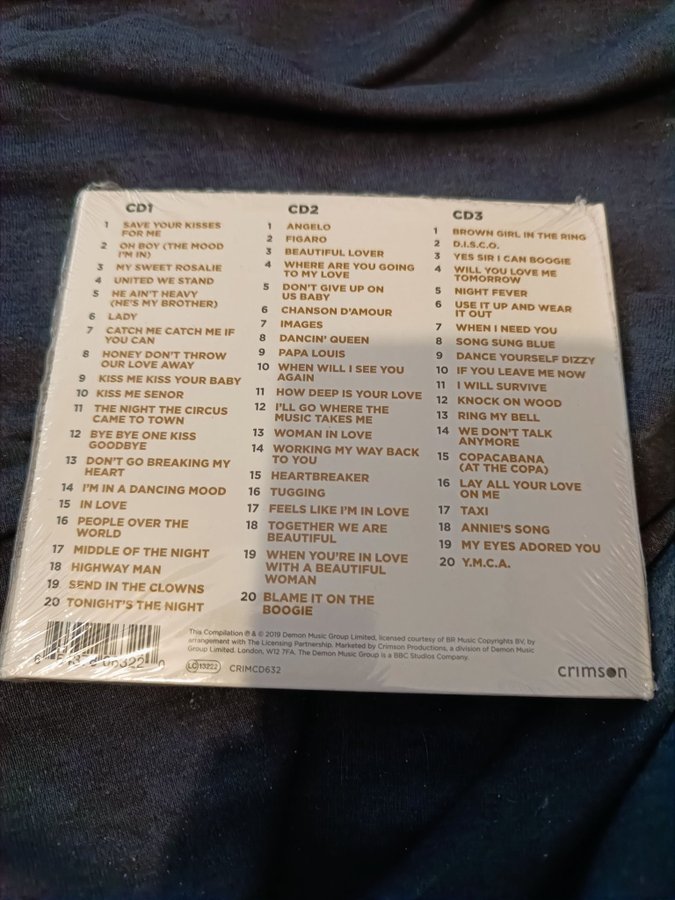 CD1
1 SAVE YOUR KISSES
FOR ME
2 OH BOY (THE MOOD
I'M IN)
3 MY SWEET ROSALIE
4 UNITED WE STAND
5 HE AIN'T HEAVY
(HE'S MY BROTHER)
6 LADY
7 CATCH ME CATCH ME IF
YOU CAN
8 HONEY DON'T THROW
OUR LOVE AWAY
9 KISS ME KISS YOUR BABY
10 KISS ME SENOR
11 THE NIGHT THE CIRCUS
CAME TO TOWN
12 BYE BYE ONE KISS
GOODBYE
13 DON'T GO BREAKING MY
HEART
14 I'M IN A DANCING MOOD
15 IN LOVE
16 PEOPLE OVER THE
WORLD
17 MIDDLE OF THE NIGHT
18 HIGHWAY MAN
19 SEND IN THE CLOWNS
20 TONIGHT'S THE NIGHT
CD2
1 ANGELO
2 FIGARO
3 BEAUTIFUL LOVER
4 WHERE ARE YOU GOING
TO MY LOVE
5 DON'T GIVE UP ON
US BABY
6 CHANSON D'AMOUR
7 IMAGES
8 DANCIN' QUEEN
9 PAPA LOUIS
10 WHEN WILL I SEE YOU
AGAIN
11 HOW DEEP IS YOUR LOVE
12 I'LL GO WHERE THE
MUSIC TAKES ME
13 WOMAN IN LOVE
14 WORKING MY WAY BACK
TO YOU
15 HEARTBREAKER
16 TUGGING
17 FEELS LIKE I'M IN LOVE
18 TOGETHER WE ARE
BEAUTIFUL
19 WHEN YOU'RE IN LOVE
WITH A BEAUTIFUL
WOMAN
20 BLAME IT ON THE
BOOGIE
CD3
1 BROWN GIRL IN THE RING
2 D.I.S.C.O.
3 YES SIR I CAN BOOGIE
4 WILL YOU LOVE ME
TOMORROW
5 NIGHT FEVER
6 USE IT UP AND WEAR
IT OUT
7 WHEN I NEED YOU
8 SONG SUNG BLUE
9 DANCE YOURSELF DIZZY
10 IF YOU LEAVE ME NOW
11 I WILL SURVIVE
12 KNOCK ON WOOD
13 RING MY BELL
14 WE DON'T TALK
ANYMORE
15 COPACABANA
(AT THE COPA)
16 LAY ALL YOUR LOVE
ON ME
17 TAXI
18 ANNIE'S SONG
19 MY EYES ADORED YOU
20 Y.M.C.A.
This Compilation ℗ & © 2019 Demon Music Group Limited, licensed courtesy of BR Music Copyrights BV, by
arrangement with The Licensing Partnership. Marketed by Crimson Productions, a division of Demon Music
Group Limited. London, W12 7FA. The Demon Music Group is a BBC Studios Company.
LC 13222 CRIMCD632
crimson